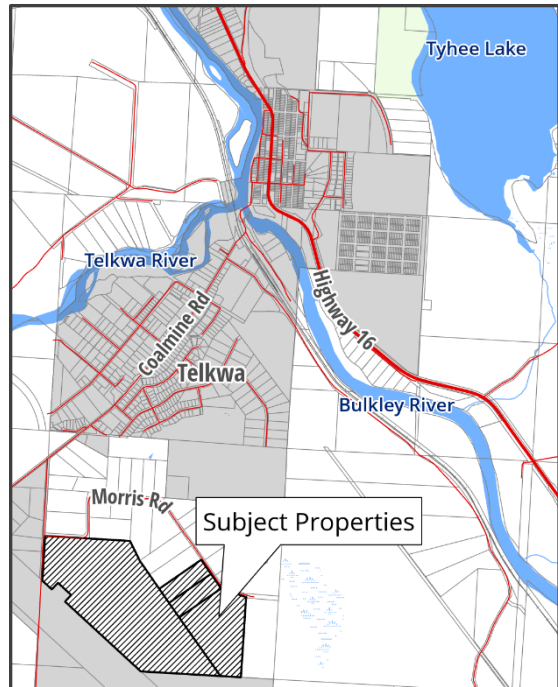 Tyhee Lake
Telkwa River
Coalmine Rd
Highway 16
Telkwa
Bulkley River
Morris Rd
Subject Properties